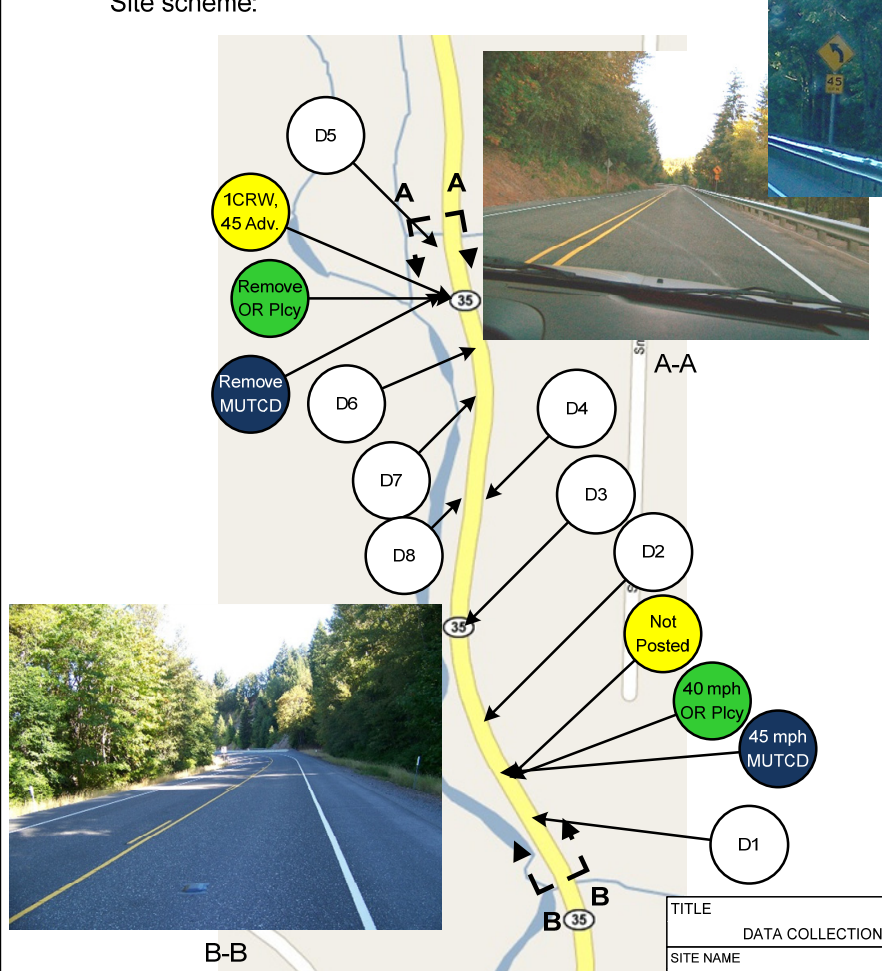 Site scheme:
45
D5
A
A
1CRW,
45 Adv.
Remove
OR Plcy
35
Remove
MUTCD
A-A
D6
D4
D7
D3
D8
D2
Not
Posted
35
40 mph
OR Plcy
45 mph
MUTCD
D1
B
B
35
TITLE
DATA COLLECTION
SITE NAME
B-B